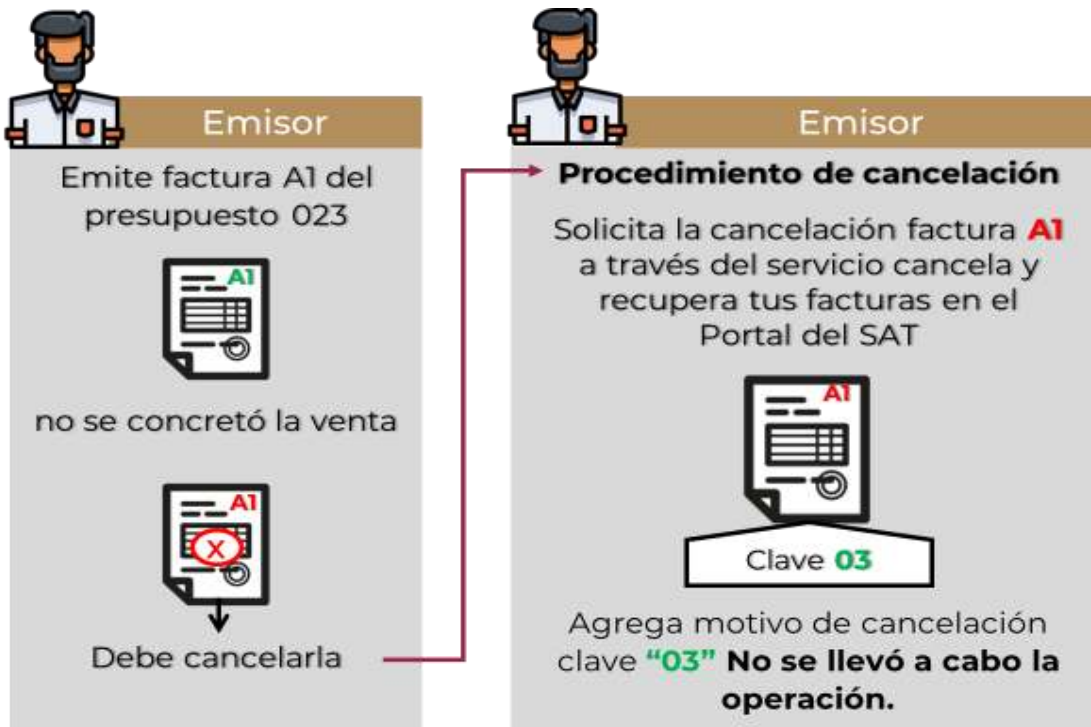 Emisor
Emite factura A1 del
presupuesto 023
A1
no se concretó la venta
A1
X
Debe cancelarla
Emisor
Procedimiento de cancelación
Solicita la cancelación factura A1
a través del servicio cancela y
recupera tus facturas en el
Portal del SAT
A1
Clave 03
Agrega motivo de cancelación
clave “03” No se llevó a cabo la
operación.